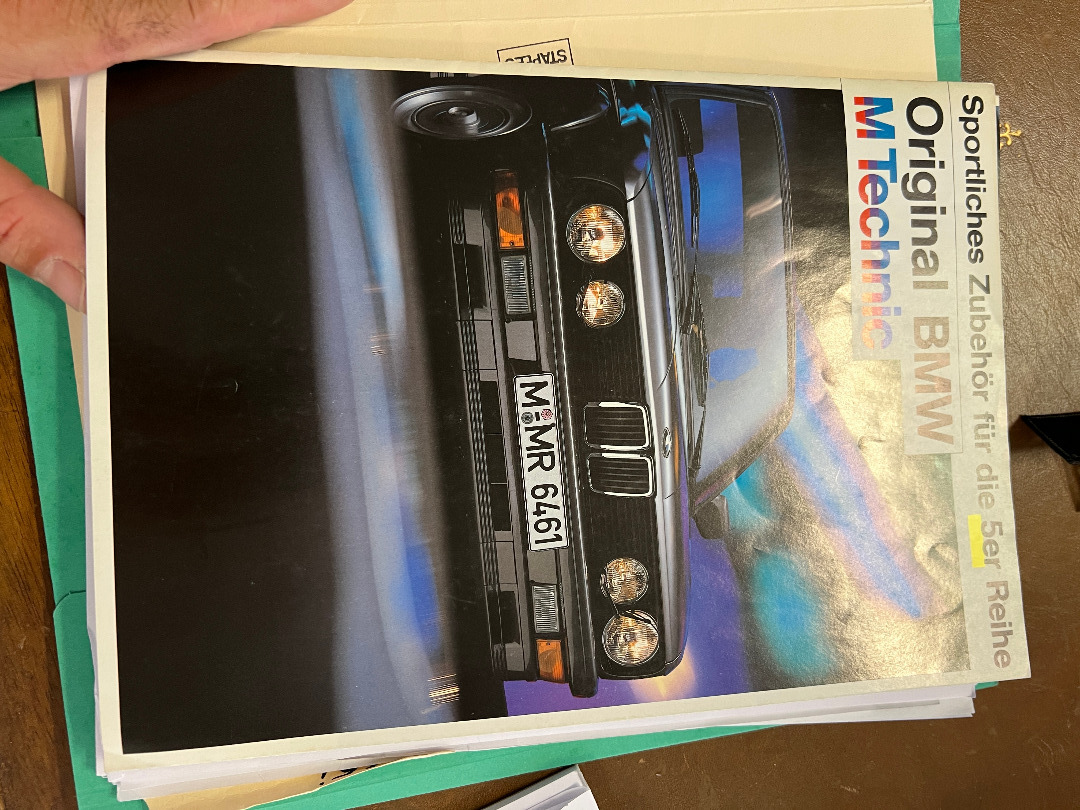 Sportliches Zubehör für die 5er Reihe
Original BMW
M Technic
M-MR 6461
STAPLES